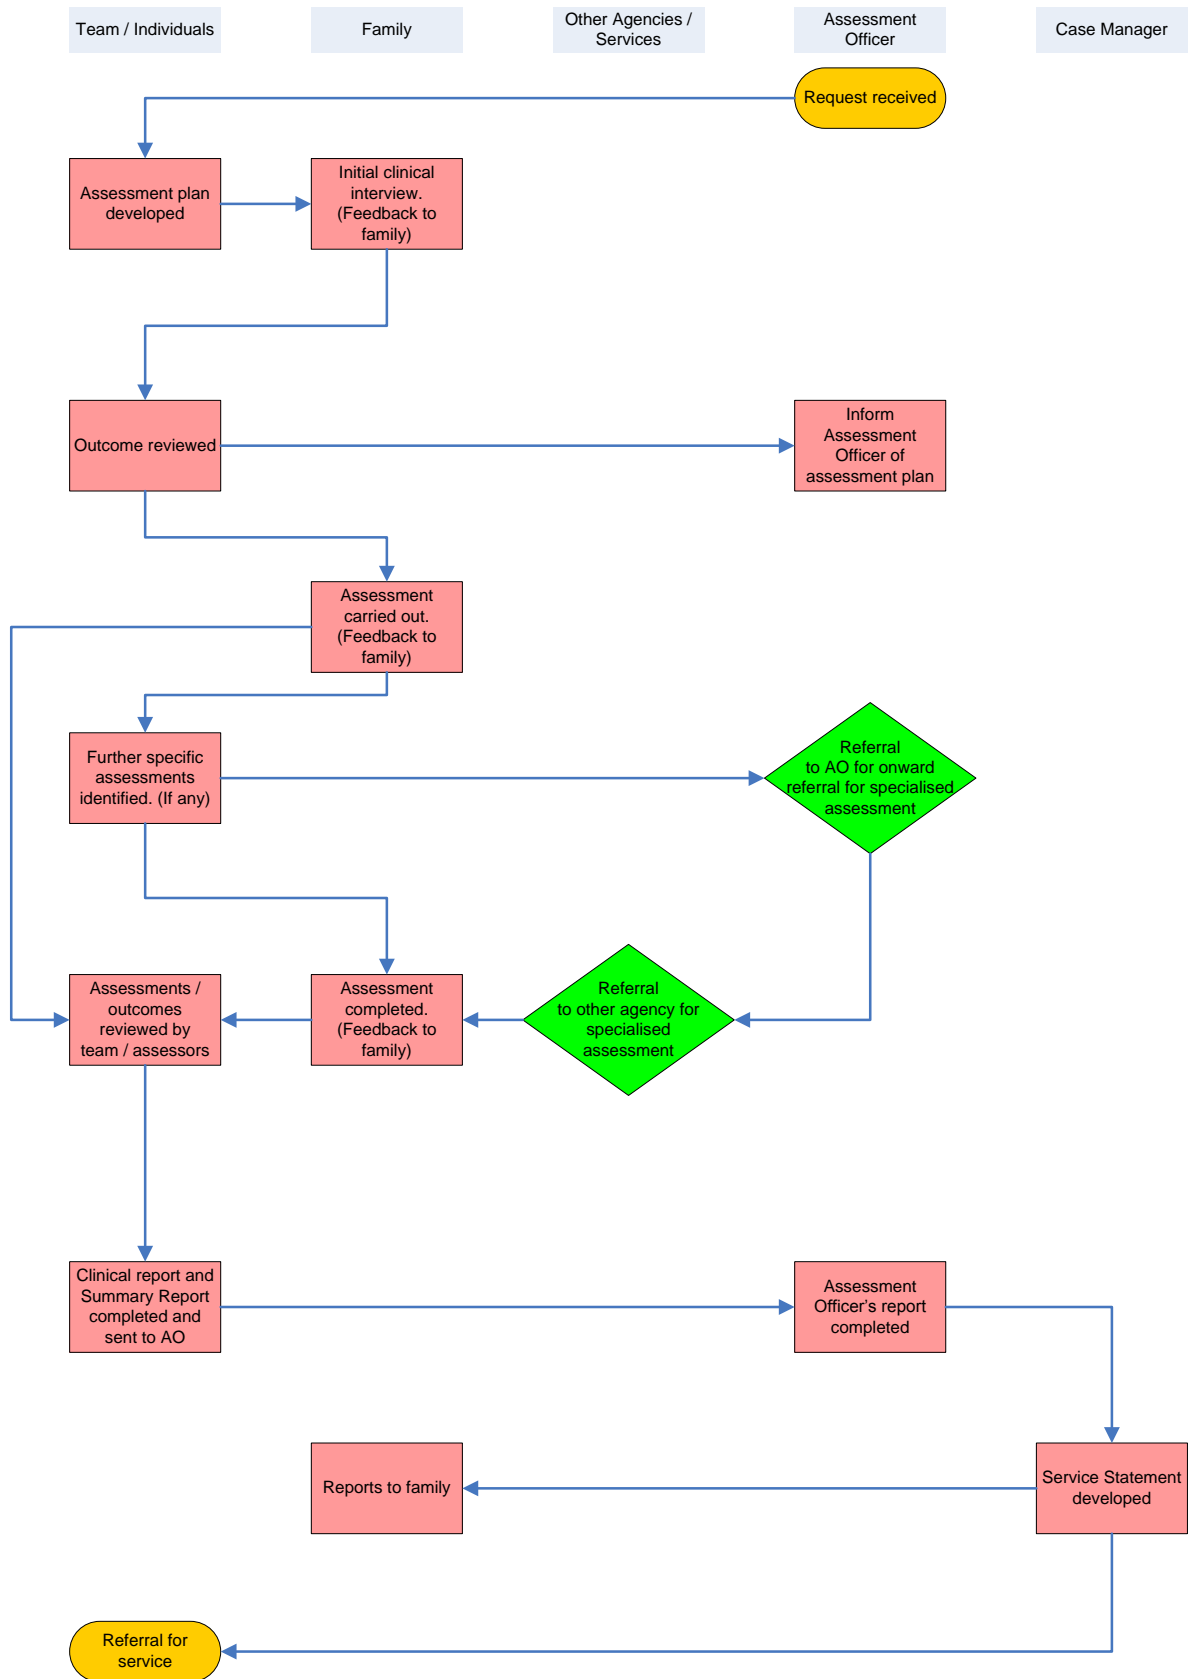 Team / Individuals
Family
Other Agencies /
Services
Assessment
Officer
Case Manager
Request received
Assessment plan
developed
Initial clinical
interview.
(Feedback to
family)
Outcome reviewed
Inform
Assessment
Officer of
assessment plan
Assessment
carried out.
(Feedback to
family)
Further specific
assessments
identified. (If any)
Referral
to AO for onward
referral for specialised
assessment
Assessments /
outcomes
reviewed by
team / assessors
Assessment
completed.
(Feedback to
family)
Referral
to other agency for
specialised
assessment
Clinical report and
Summary Report
completed and
sent to AO
Assessment
Officer’s report
completed
Reports to family
Service Statement
developed
Referral for
service